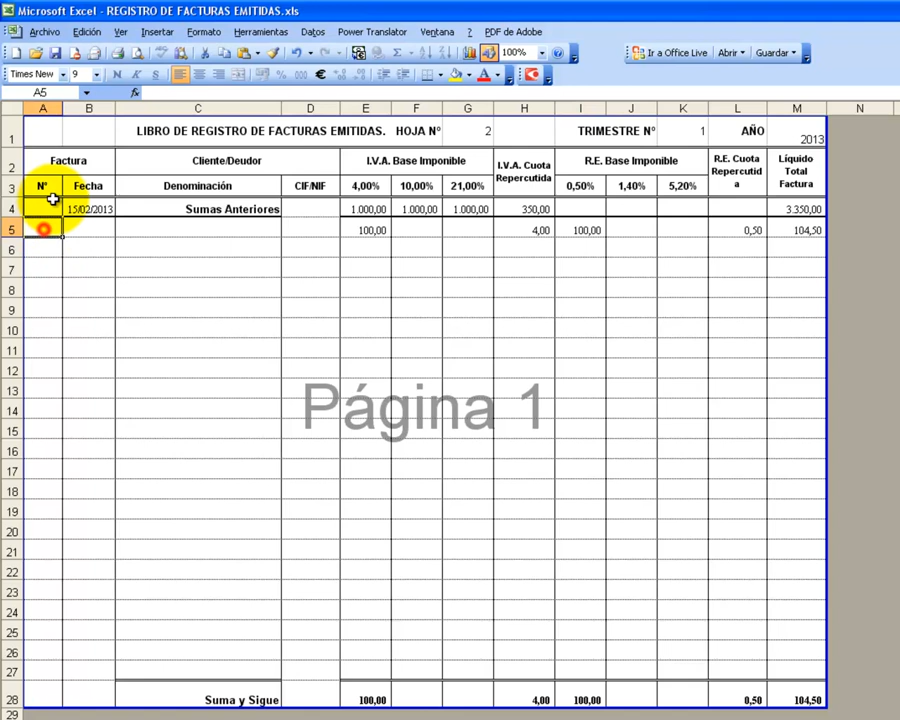 Microsoft Excel - REGISTRO DE FACTURAS EMITIDAS.xls
Archivo Edición Ver Insertar Formato Herramientas Datos Power Translator Ventana ? PDF de Adobe
100% Ir a Office Live Abrir Guardar
Times New 9 N K S % 000 €
A5 fx
A B C D E F G H I J K L M N
1 LIBRO DE REGISTRO DE FACTURAS EMITIDAS. HOJA Nº 2 TRIMESTRE Nº 1 AÑO 2013
2 Factura Cliente/Deudor I.V.A. Base Imponible I.V.A. Cuota Repercutida R.E. Base Imponible R.E. Cuota Repercutid a Líquido Total Factura
3 Nº Fecha Denominación CIF/NIF 4,00% 10,00% 21,00% 0,50% 1,40% 5,20%
4 15/02/2013 Sumas Anteriores 1.000,00 1.000,00 1.000,00 350,00 3.350,00
5 100,00 4,00 100,00 0,50 104,50
6
7
8
9
10
11
12
13
Página 1
14
15
16
17
18
19
20
21
22
23
24
25
26
27
28 Suma y Sigue 100,00 4,00 100,00 0,50 104,50
29